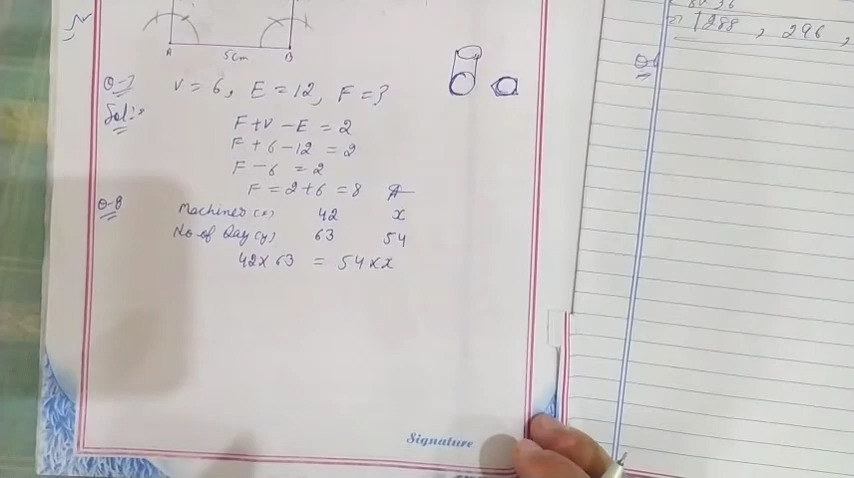 A 5cm B
Q-7 V = 6, E = 12, F = ?
Sol:-
F + V - E = 2
F + 6 - 12 = 2
F - 6 = 2
F = 2 + 6 = 8
Q-8 Machines (x) 42 x
No of Day (y) 63 54
42 x 63 = 54 x x
Signature
1288, 296,